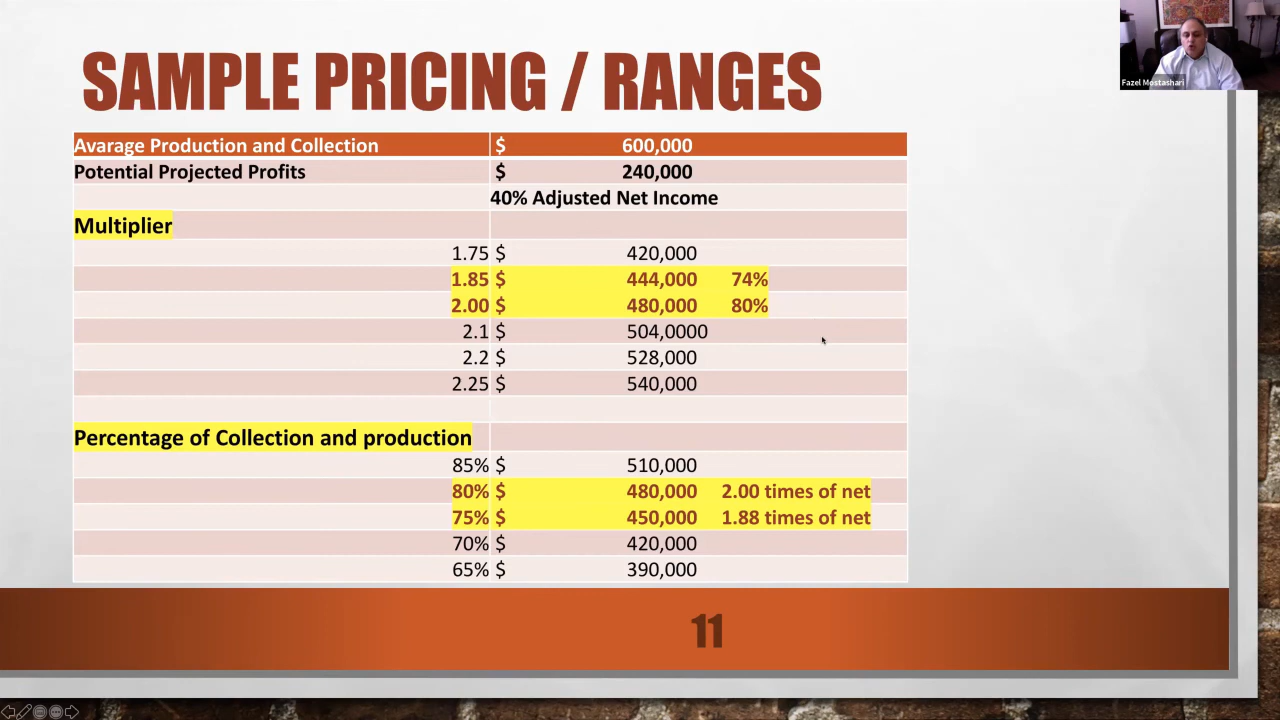 SAMPLE PRICING / RANGES
Fazel Mostashari
Avarage Production and Collection $ 600,000
Potential Projected Profits $ 240,000
40% Adjusted Net Income
Multiplier
1.75 $ 420,000
1.85 $ 444,000 74%
2.00 $ 480,000 80%
2.1 $ 504,0000
2.2 $ 528,000
2.25 $ 540,000
Percentage of Collection and production
85% $ 510,000
80% $ 480,000 2.00 times of net
75% $ 450,000 1.88 times of net
70% $ 420,000
65% $ 390,000
11